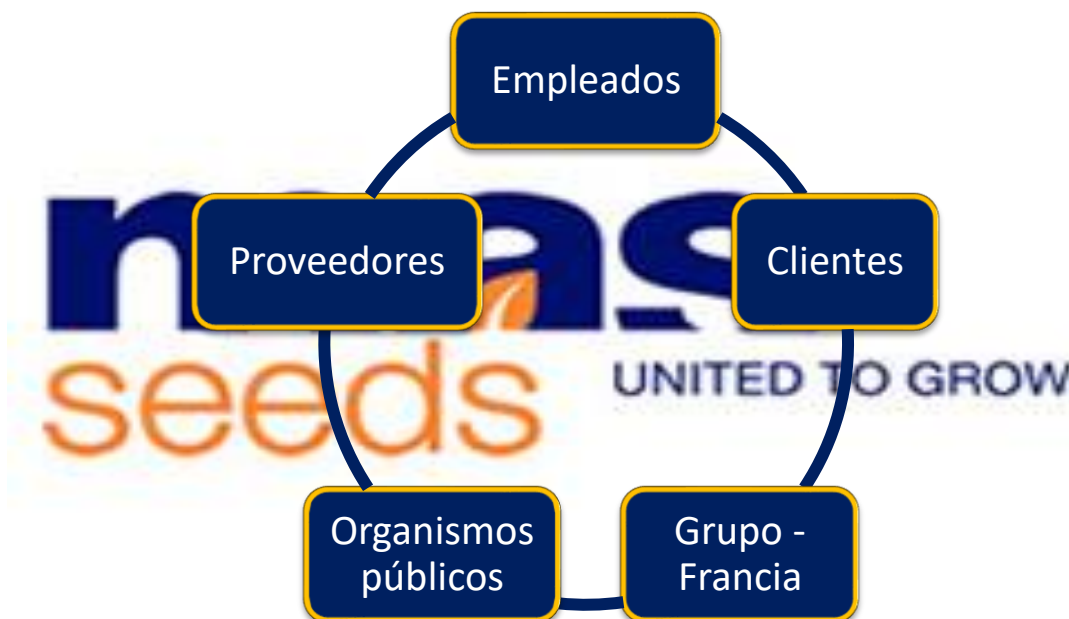 Empleados
Proveedores
Clientes
seeds
UNITED TO GROW
Organismos
públicos
Grupo -
Francia